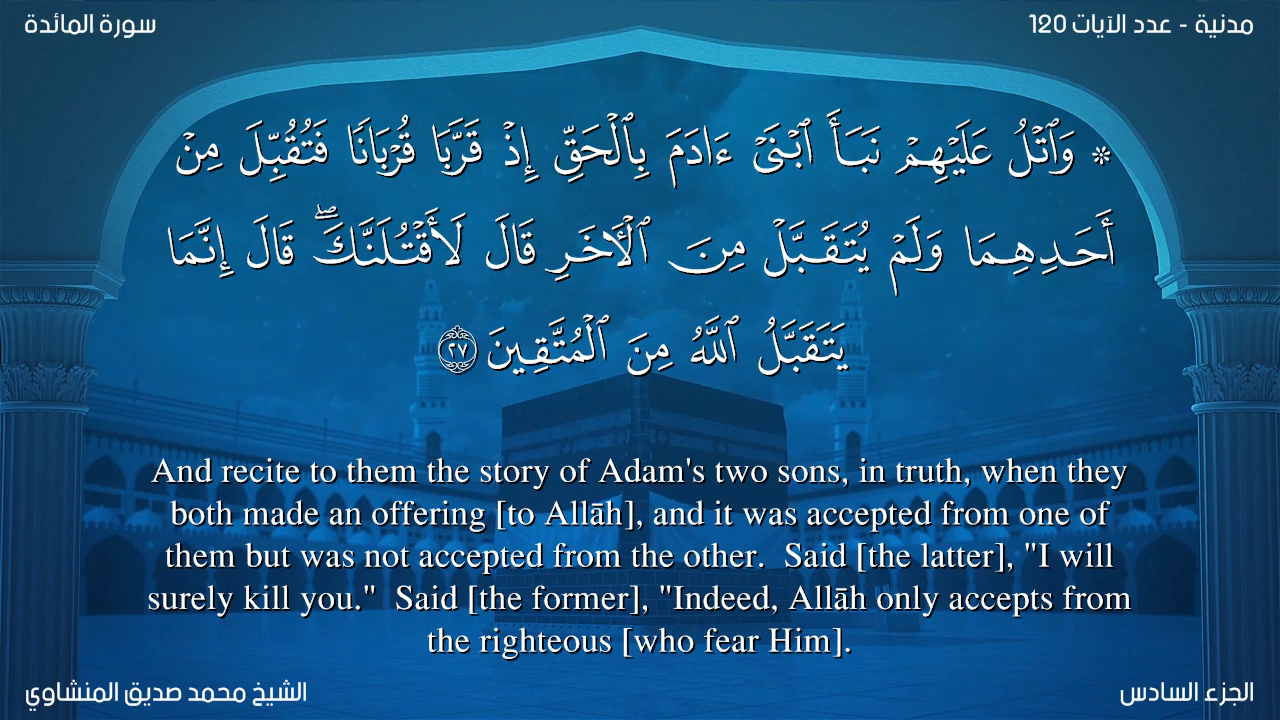 سورة المائدة
مدنية - عدد الآيات 120
۞ وَٱتْلُ عَلَيْهِمْ نَبَأَ ٱبْنَىْ ءَادَمَ بِٱلْحَقِّ إِذْ قَرَّبَا قُرْبَانًا فَتُقُبِّلَ مِنْ
أَحَدِهِمَا وَلَمْ يُتَقَبَّلْ مِنَ ٱلْأَخَرِ قَالَ لَأَقْتُلَنَّكَ ۖ قَالَ إِنَّمَا
يَتَقَبَّلُ ٱللَّهُ مِنَ ٱلْمُتَّقِينَ ٢٧
And recite to them the story of Adam's two sons, in truth, when they
both made an offering [to Allāh], and it was accepted from one of
them but was not accepted from the other.  Said [the latter], "I will
surely kill you."  Said [the former], "Indeed, Allāh only accepts from
the righteous [who fear Him].
الشيخ محمد صديق المنشاوي
الجزء السادس